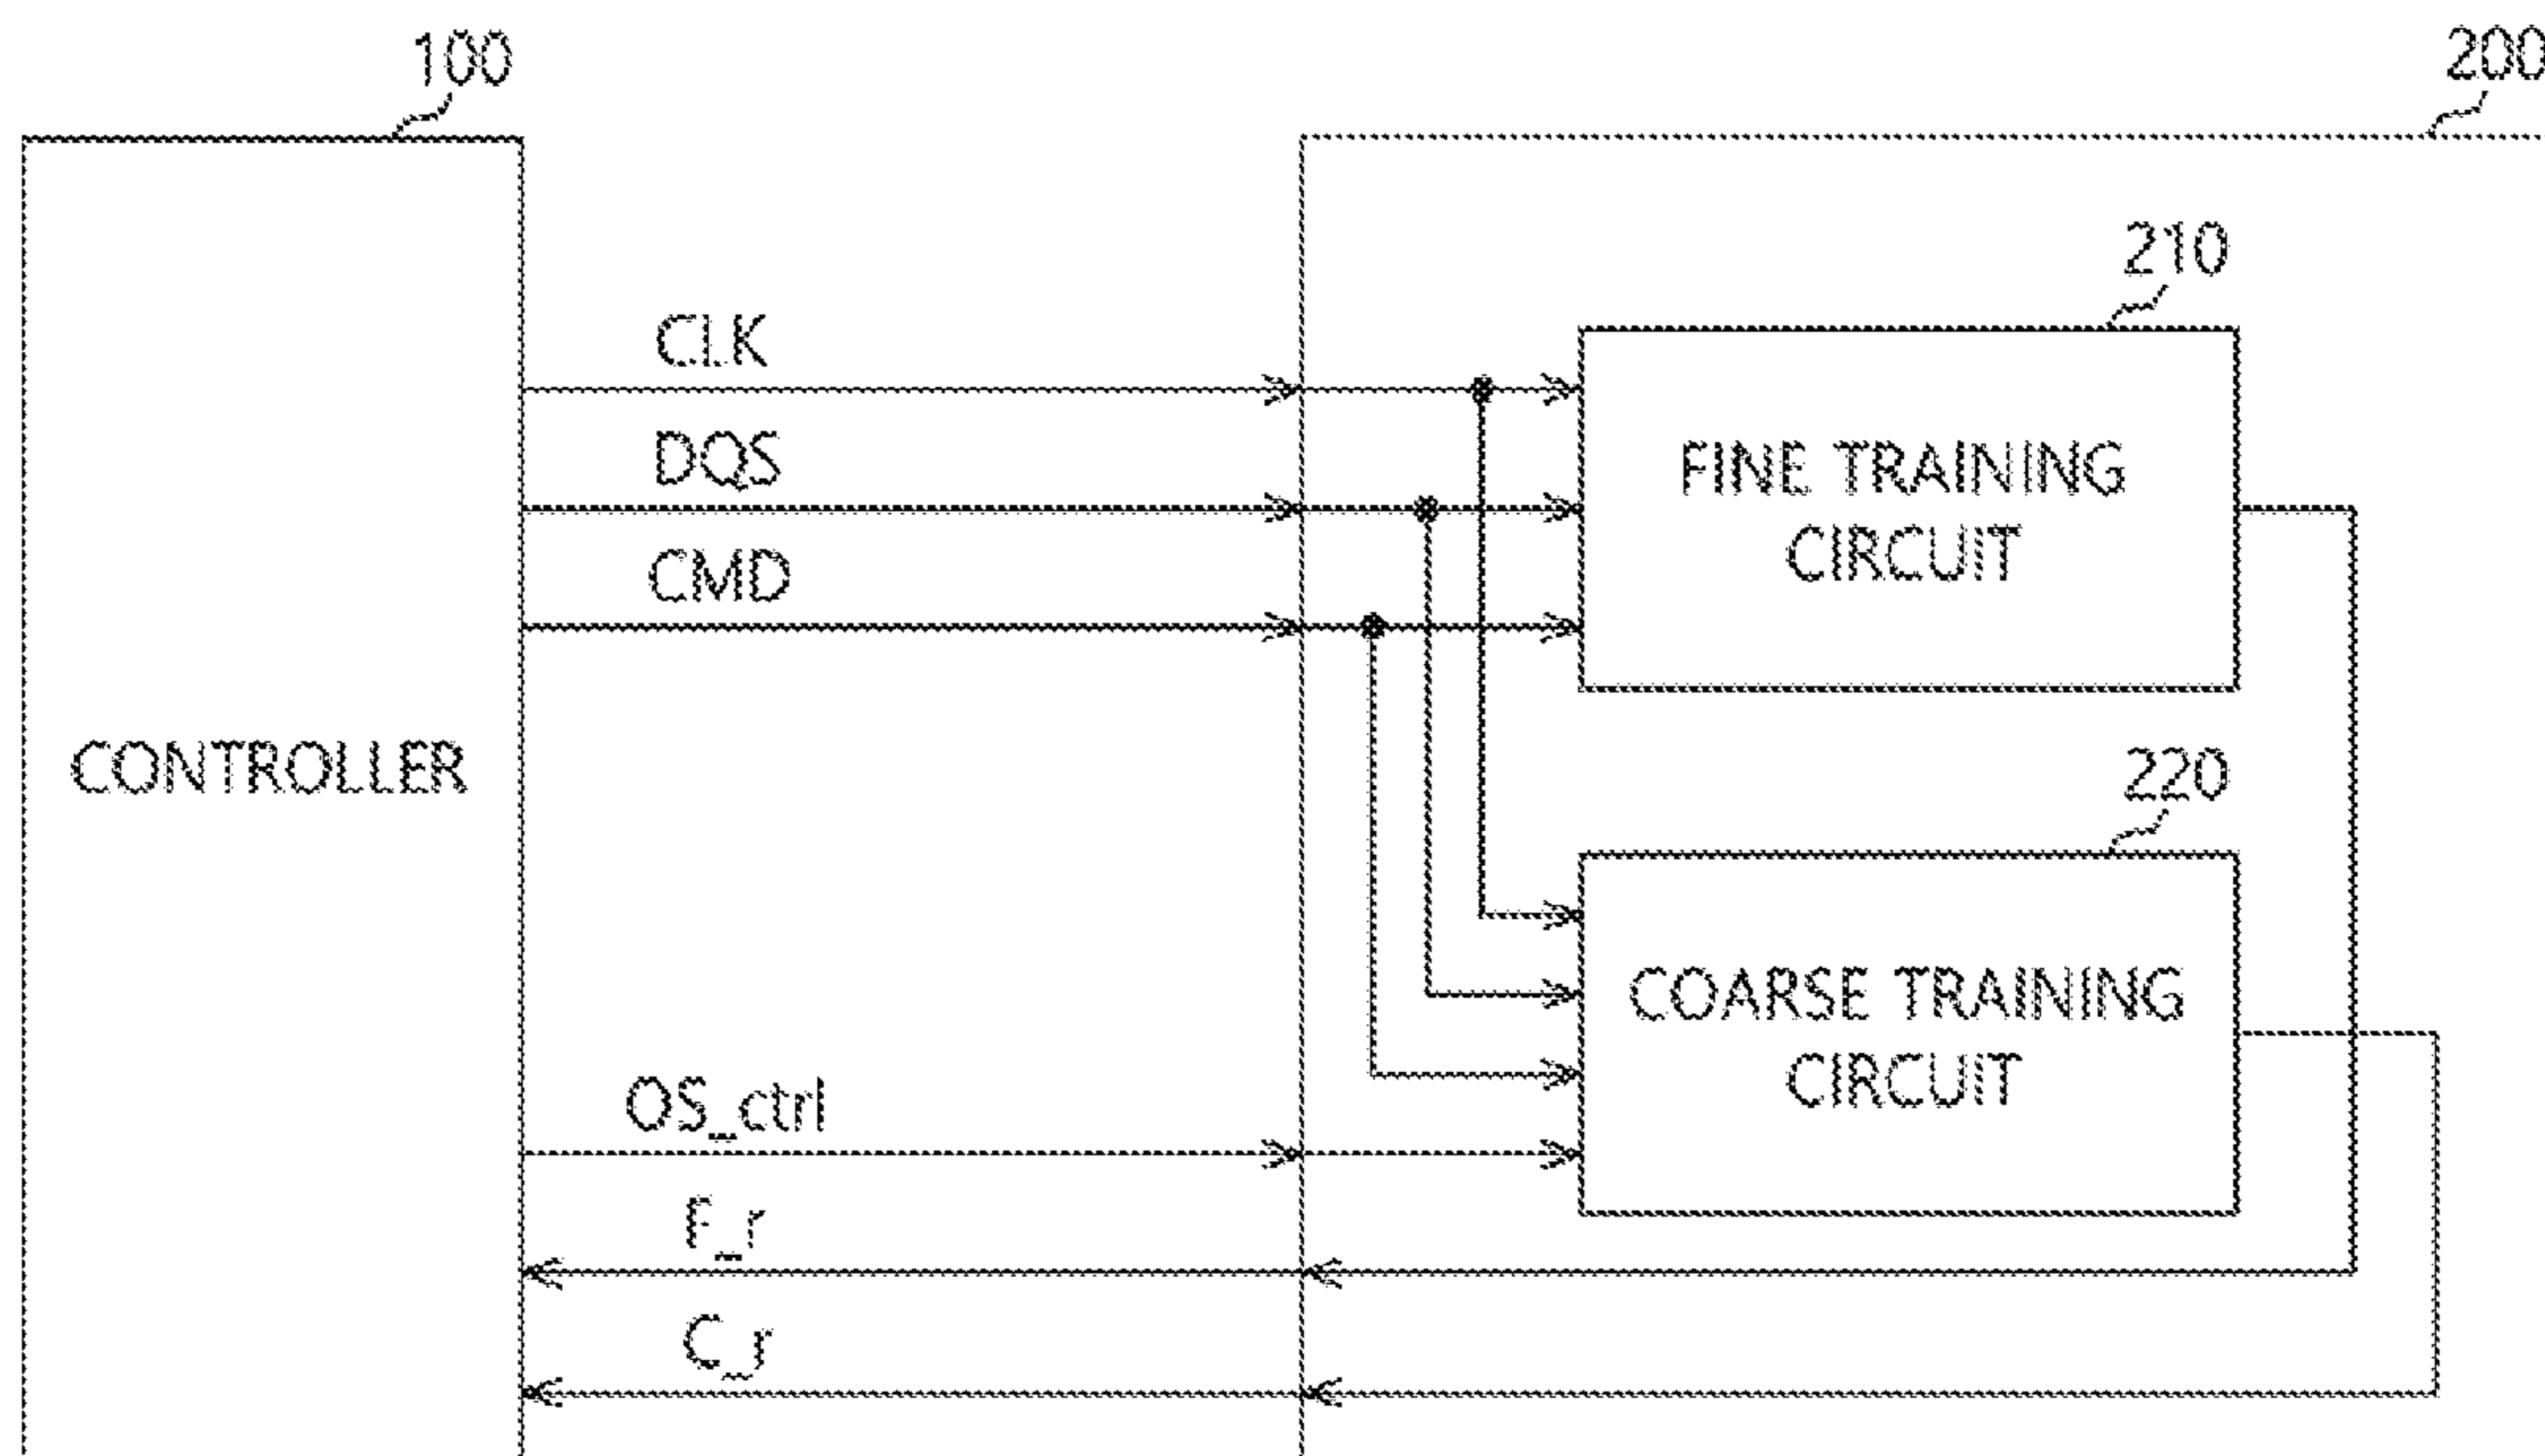 100
200
210
CLK
DQS
FINE TRAINING
CIRCUIT
CMD
CONTROLLER
220
COARSE TRAINING
CIRCUIT
OS_ctrl
F_r
C_r